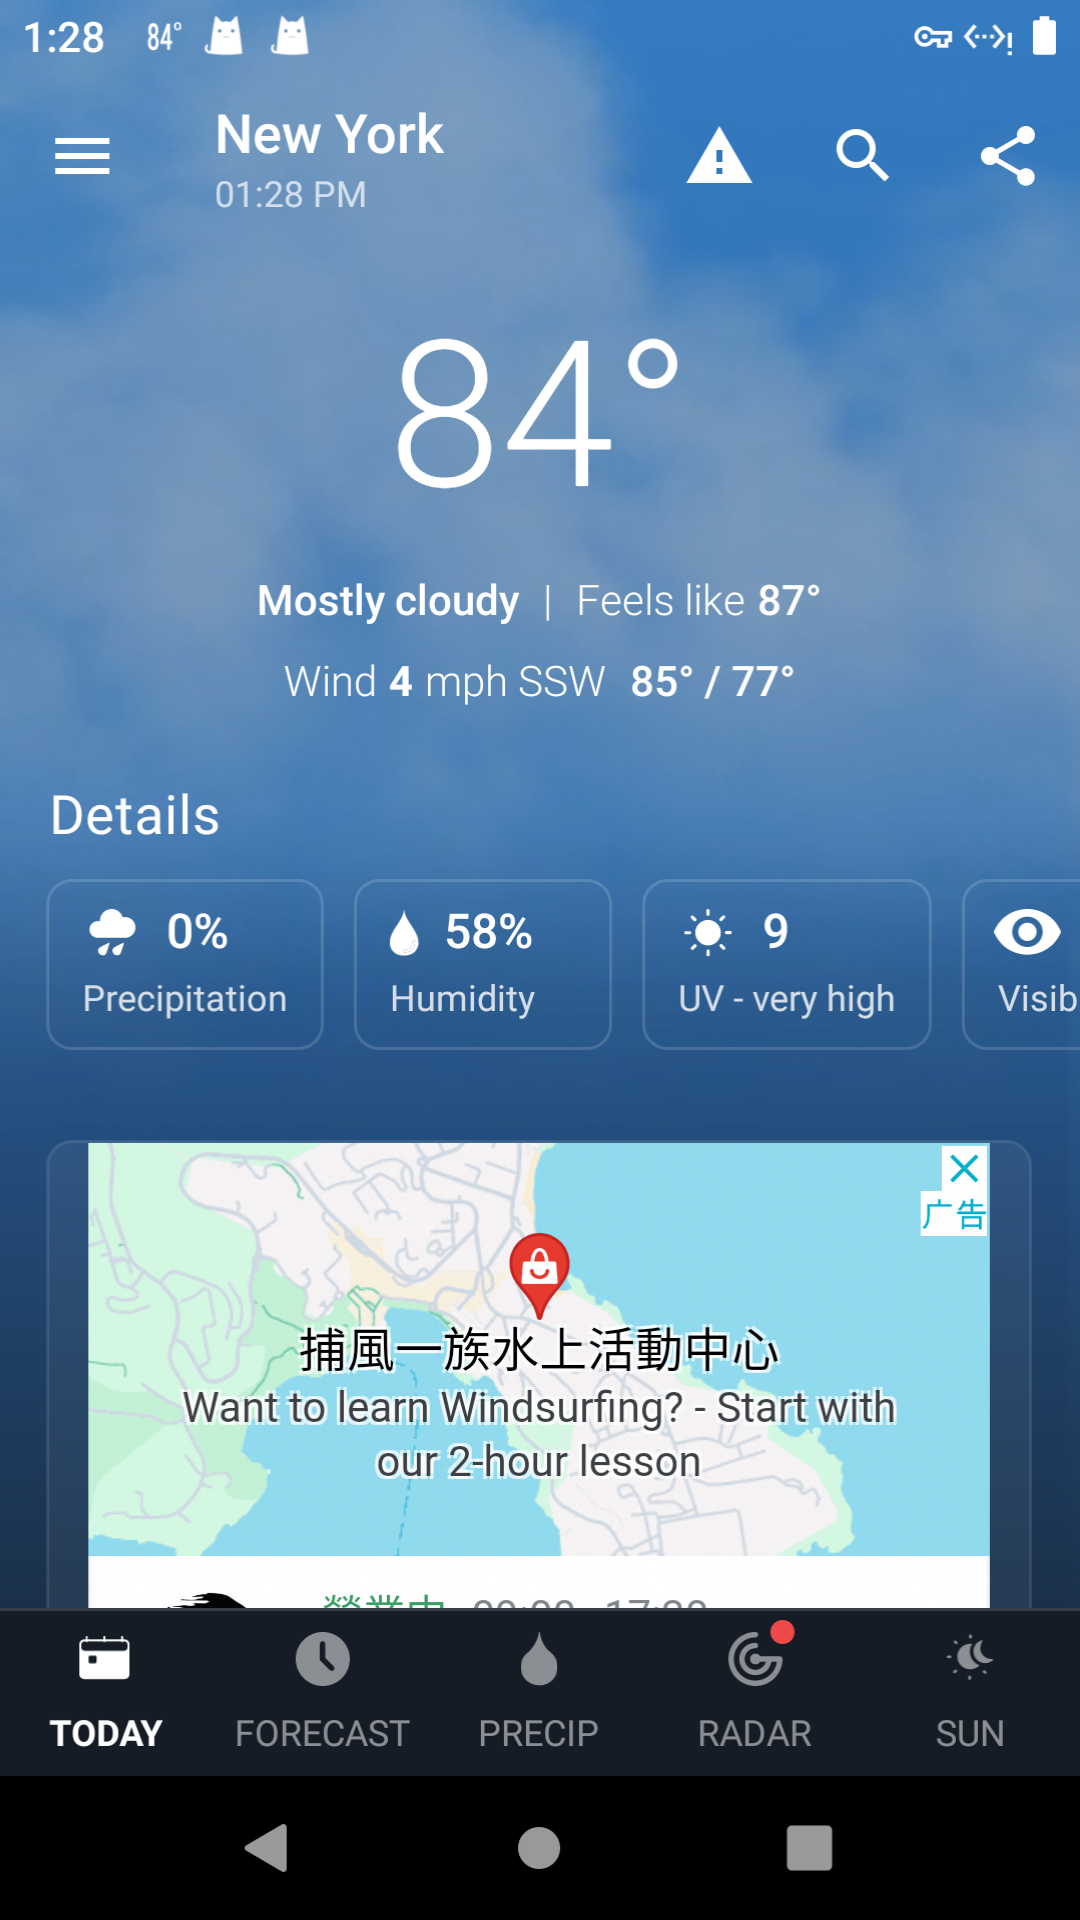 1:28 84°
New York
01:28 PM
84°
Mostly cloudy | Feels like 87°
Wind 4 mph SSW 85° / 77°
Details
0% 58% 9
Precipitation Humidity UV - very high Visib
广告
捕風一族水上活動中心
Want to learn Windsurfing? - Start with
our 2-hour lesson
TODAY FORECAST PRECIP RADAR SUN